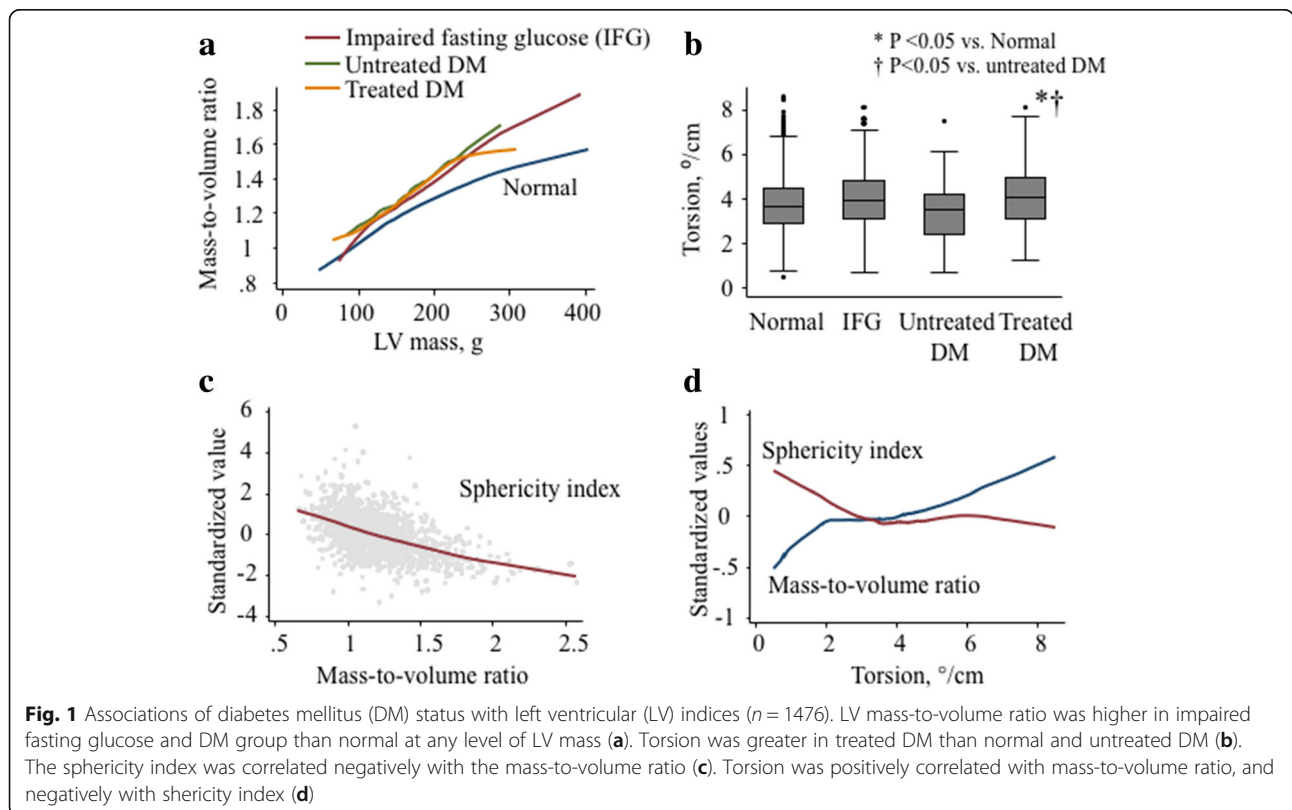 a
Impaired fasting glucose (IFG)
Untreated DM
Treated DM
Mass-to-volume ratio
1.8
1.6
1.4
1.2
1
.8
Normal
0 100 200 300 400
LV mass, g
b
* P <0.05 vs. Normal
† P<0.05 vs. untreated DM
*†
Torsion, °/cm
8
6
4
2
0
Normal IFG Untreated Treated
DM DM
c
Standardized value
6
4
2
0
-2
-4
Sphericity index
.5 1 1.5 2 2.5
Mass-to-volume ratio
d
Standardized values
1
.5
0
-.5
-1
Sphericity index
Mass-to-volume ratio
0 2 4 6 8
Torsion, °/cm
Fig. 1 Associations of diabetes mellitus (DM) status with left ventricular (LV) indices (n = 1476). LV mass-to-volume ratio was higher in impaired
fasting glucose and DM group than normal at any level of LV mass (a). Torsion was greater in treated DM than normal and untreated DM (b).
The sphericity index was correlated negatively with the mass-to-volume ratio (c). Torsion was positively correlated with mass-to-volume ratio, and
negatively with shericity index (d)